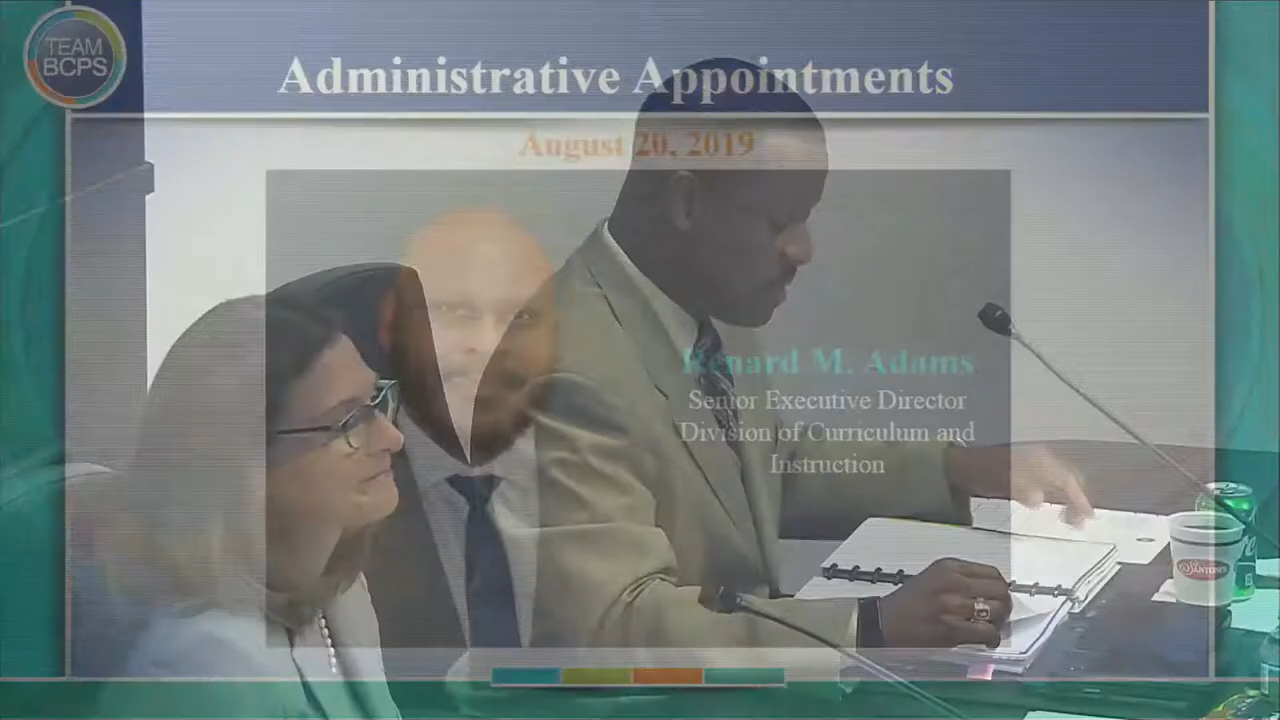 TEAM
BCPS
Administrative Appointments
August 20, 2019
Renard M. Adams
Senior Executive Director
Division of Curriculum and
Instruction